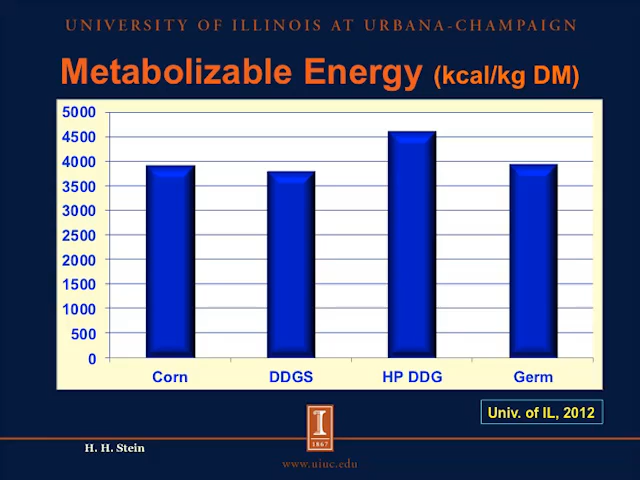 UNIVERSITY OF ILLINOIS AT URBANA-CHAMPAIGN
Metabolizable Energy (kcal/kg DM)
5000
4500
4000
3500
3000
2500
2000
1500
1000
500
0
Corn DDGS HP DDG Germ
Univ. of IL, 2012
I
1867
H. H. Stein
www.uiuc.edu